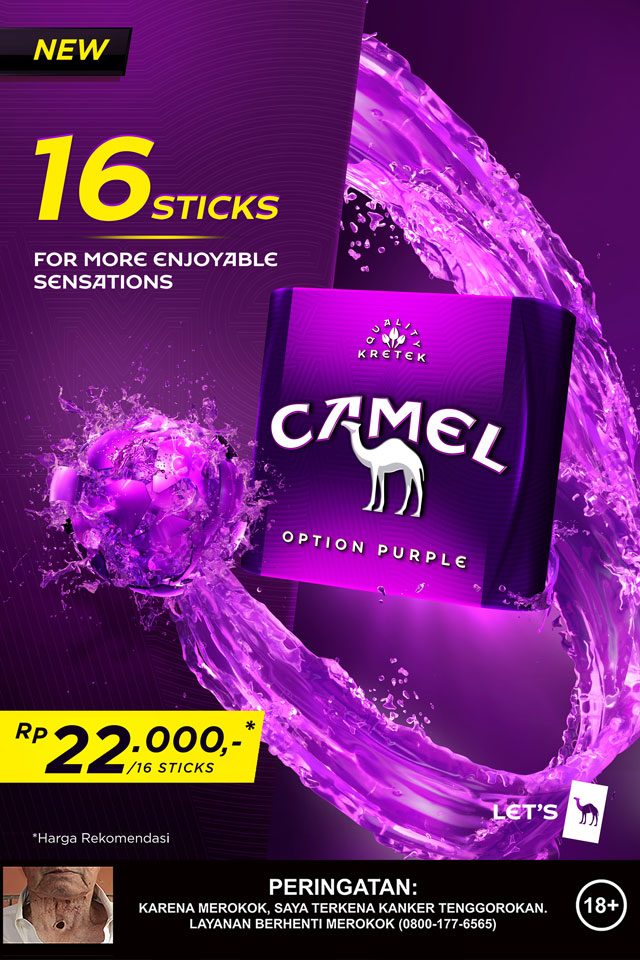 NEW
16 STICKS
FOR MORE ENJOYABLE
SENSATIONS
QUALITY
KRETEK
CAMEL
OPTION PURPLE
RP 22.000,-*
/16 STICKS
LET'S
*Harga Rekomendasi
PERINGATAN:
KARENA MEROKOK, SAYA TERKENA KANKER TENGGOROKAN.
LAYANAN BERHENTI MEROKOK (0800-177-6565)
18+